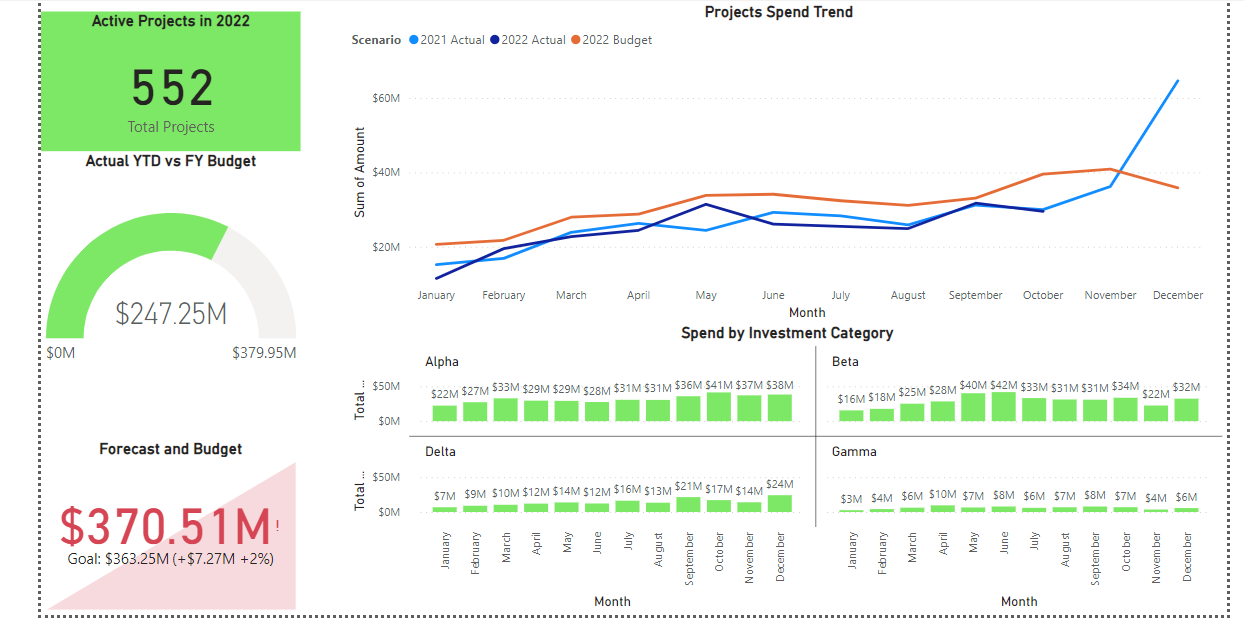 Active Projects in 2022
552
Total Projects
Actual YTD vs FY Budget
$247.25M
$0M $379.95M
Forecast and Budget
$370.51M!
Goal: $363.25M (+$7.27M +2%)
Projects Spend Trend
Scenario 2021 Actual 2022 Actual 2022 Budget
Sum of Amount
$60M
$40M
$20M
January February March April May June July August September October November December
Month
Spend by Investment Category
Alpha
Total ...
$50M
$0M
$22M $27M $33M $29M $29M $28M $31M $31M $36M $41M $37M $38M
Beta
$16M $18M $25M $28M $40M $42M $33M $31M $31M $34M $22M $32M
Delta
Total ...
$50M
$0M
$7M $9M $10M $12M $14M $12M $16M $13M $21M $17M $14M $24M
Gamma
$3M $4M $6M $10M $7M $8M $6M $7M $8M $7M $4M $6M
January February March April May June July August September October November December
Month
January February March April May June July August September October November December
Month